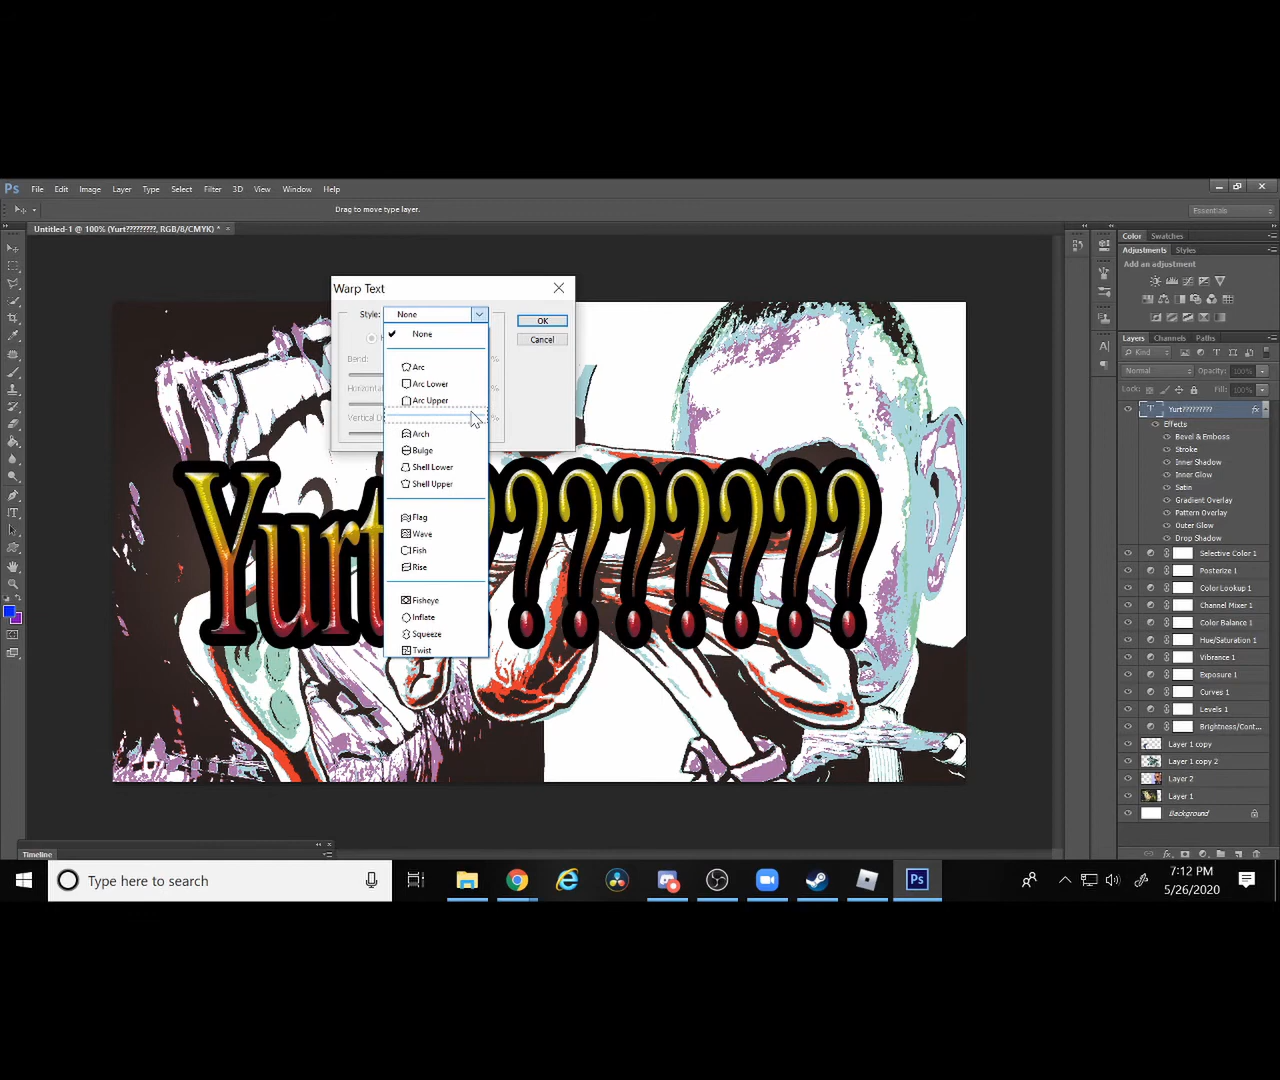 Ps File Edit Image Layer Type Select Filter 3D View Window Help
Drag to move type layer.
Essentials
Untitled-1 @ 100% (Yurt?????????, RGB/8/CMYK) * ×
Color Swatches
Adjustments Styles
Add an adjustment
Warp Text
Style: None
OK
Cancel
Bend: %
%
%
None
Arc
Arc Lower
Arc Upper
Arch
Bulge
Shell Lower
Shell Upper
Flag
Wave
Fish
Rise
Fisheye
Inflate
Squeeze
Twist
Layers Channels Paths
Kind
Normal Opacity: 100%
Lock: Fill: 100%
T Yurt????????? fx
Effects
Bevel & Emboss
Stroke
Inner Shadow
Inner Glow
Satin
Gradient Overlay
Pattern Overlay
Outer Glow
Drop Shadow
Selective Color 1
Posterize 1
Color Lookup 1
Channel Mixer 1
Color Balance 1
Hue/Saturation 1
Vibrance 1
Exposure 1
Curves 1
Levels 1
Brightness/Cont...
Layer 1 copy
Layer 1 copy 2
Layer 2
Layer 1
Background
Timeline
Type here to search
Ps
7:12 PM
5/26/2020